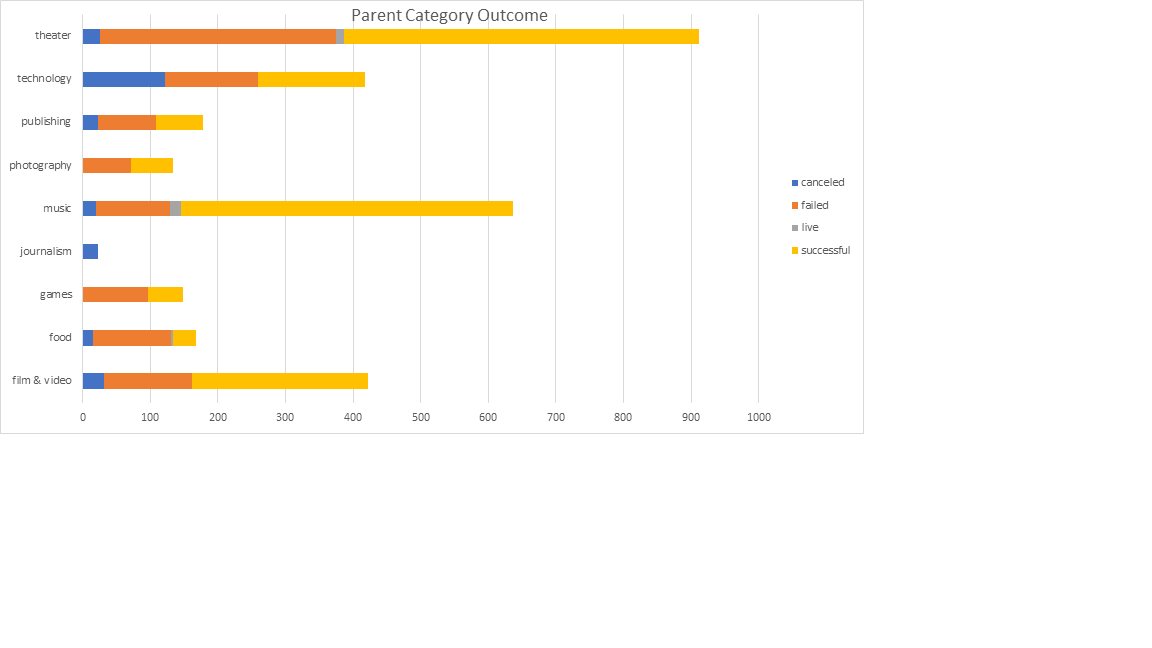 Parent Category Outcome
theater
technology
publishing
photography
music
journalism
games
food
film & video
0 100 200 300 400 500 600 700 800 900 1000
canceled
failed
live
successful